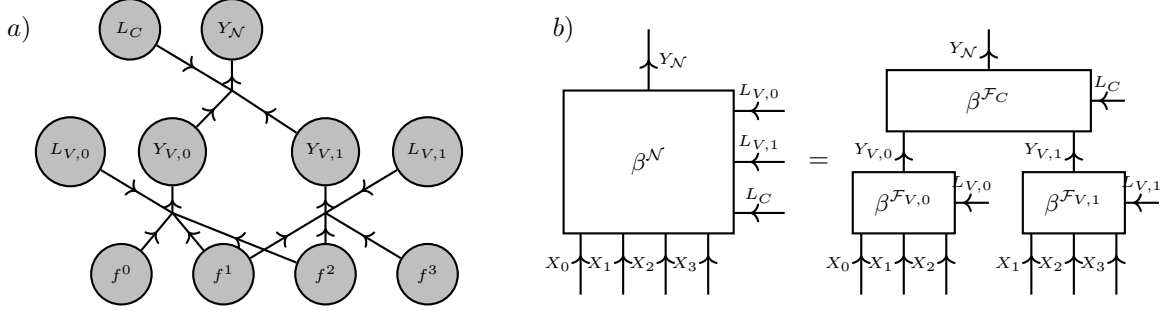 a)
L_C Y_𝒩
L_{V,0} Y_{V,0} Y_{V,1} L_{V,1}
f^0 f^1 f^2 f^3
b)
Y_𝒩
L_{V,0}
β^𝒩
L_{V,1}
L_C
X_0 X_1 X_2 X_3
=
Y_𝒩
β^{ℱ_C} L_C
Y_{V,0} Y_{V,1}
β^{ℱ_{V,0}} L_{V,0} β^{ℱ_{V,1}} L_{V,1}
X_0 X_1 X_2 X_1 X_2 X_3